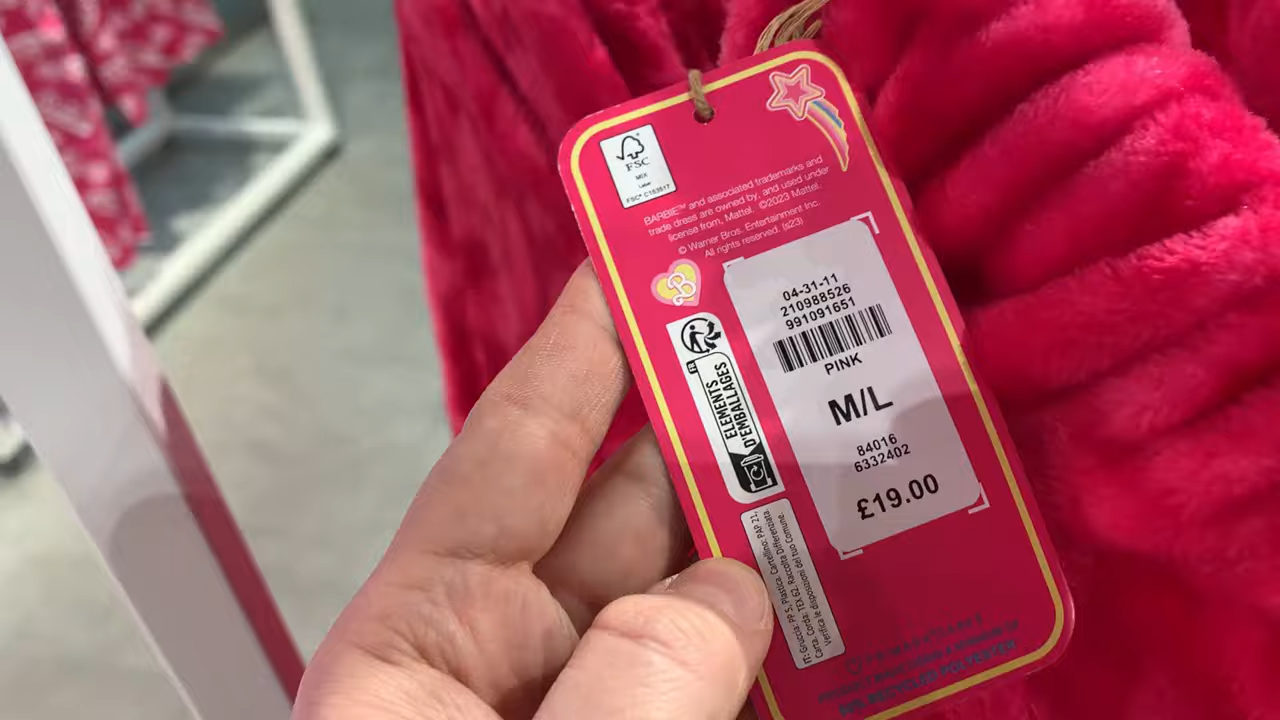 FSC
MIX
Label
FSC® C153517
BARBIE™ and associated trademarks and
trade dress are owned by, and used under
license from, Mattel. ©2023 Mattel.
© Warner Bros. Entertainment Inc.
All rights reserved. (s23)
B
04-31-11
210988526
991091651
PINK
M/L
84016
6332402
£19.00
FR
ÉLÉMENTS
D'EMBALLAGES
IT: Gruccia: PP 5, Plastica. Cartellino: PAP 21,
Carta. Corda: TEX 62. Raccolta Differenziata.
Verifica le disposizioni del tuo Comune.
RECYCLED POLYESTER